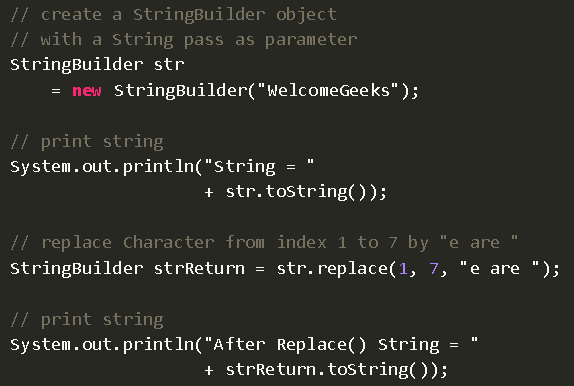 // create a StringBuilder object
// with a String pass as parameter
StringBuilder str
    = new StringBuilder("WelcomeGeeks");

// print string
System.out.println("String = "
                   + str.toString());

// replace Character from index 1 to 7 by "e are "
StringBuilder strReturn = str.replace(1, 7, "e are ");

// print string
System.out.println("After Replace() String = "
                   + strReturn.toString());